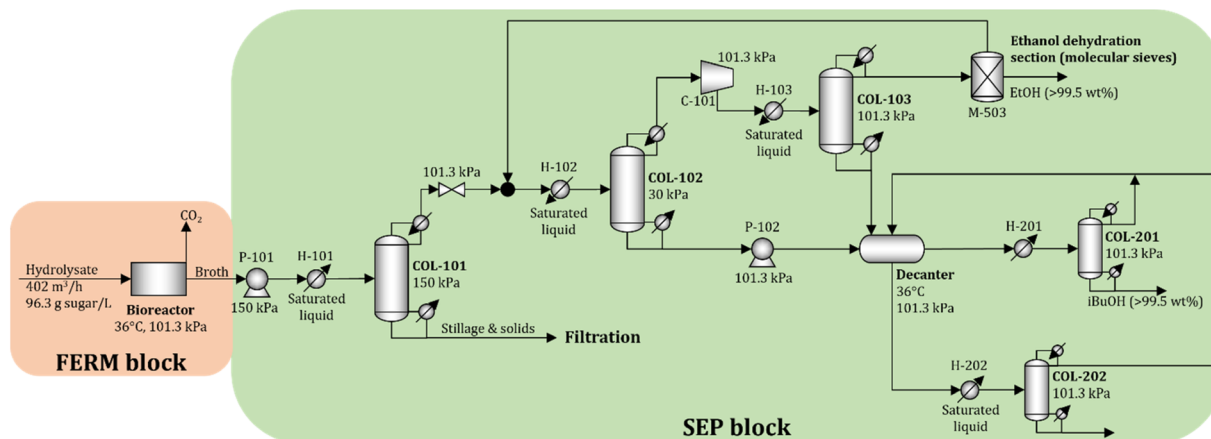 Hydrolysate
402 m³/h
96.3 g sugar/L
CO₂
Broth
Bioreactor
36°C, 101.3 kPa
FERM block
P-101
150 kPa
H-101
Saturated
liquid
COL-101
150 kPa
Stillage & solids
Filtration
101.3 kPa
H-102
Saturated
liquid
COL-102
30 kPa
101.3 kPa
C-101
H-103
Saturated
liquid
COL-103
101.3 kPa
Ethanol dehydration
section (molecular sieves)
EtOH (>99.5 wt%)
M-503
P-102
101.3 kPa
Decanter
36°C
101.3 kPa
H-201
COL-201
101.3 kPa
iBuOH (>99.5 wt%)
H-202
Saturated
liquid
COL-202
101.3 kPa
SEP block